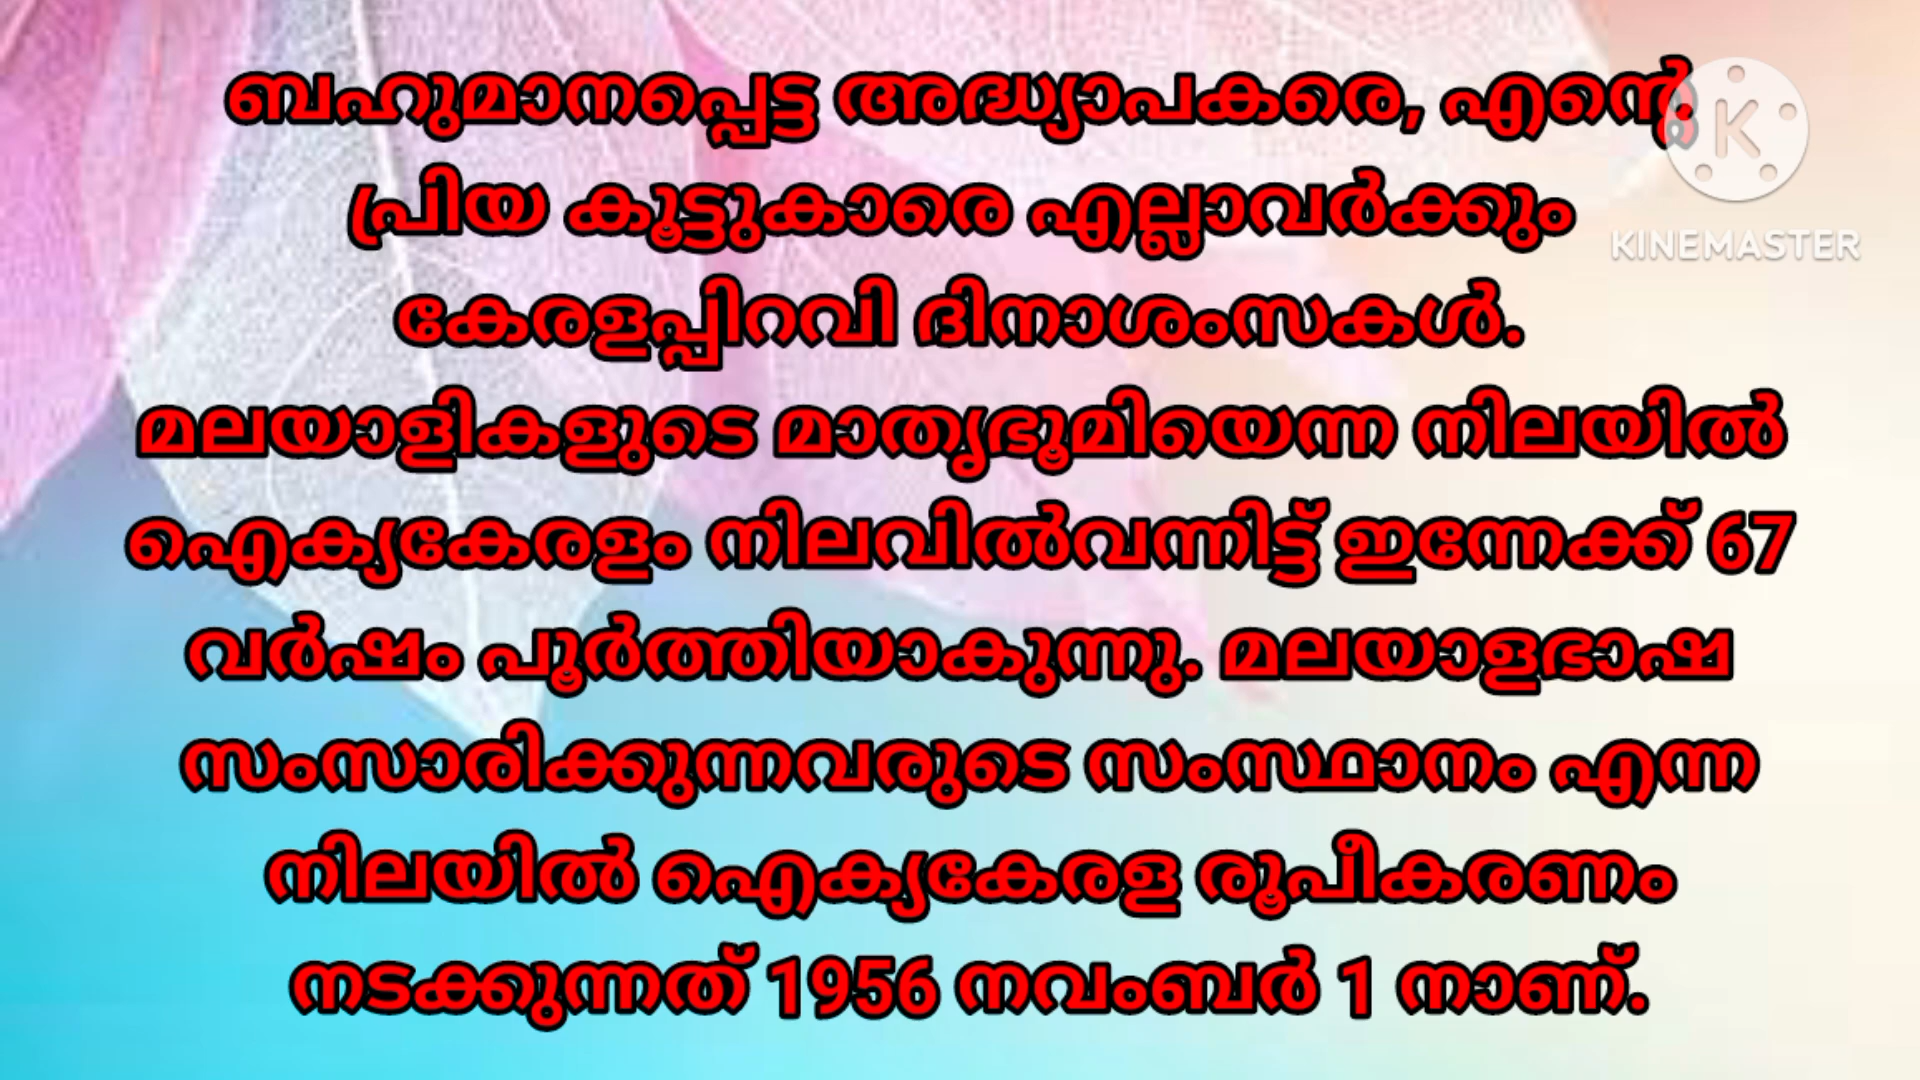 ബഹുമാനപ്പെട്ട അദ്ധ്യാപകരെ, എന്റെ
പ്രിയ കൂട്ടുകാരെ എല്ലാവർക്കും
കേരളപ്പിറവി ദിനാശംസകൾ.
മലയാളികളുടെ മാതൃഭൂമിയെന്ന നിലയിൽ
ഐക്യകേരളം നിലവിൽവന്നിട്ട് ഇന്നേക്ക് 67
വർഷം പൂർത്തിയാകുന്നു. മലയാളഭാഷ
സംസാരിക്കുന്നവരുടെ സംസ്ഥാനം എന്ന
നിലയിൽ ഐക്യകേരള രൂപീകരണം
നടക്കുന്നത് 1956 നവംബർ 1 നാണ്.
K
KINEMASTER